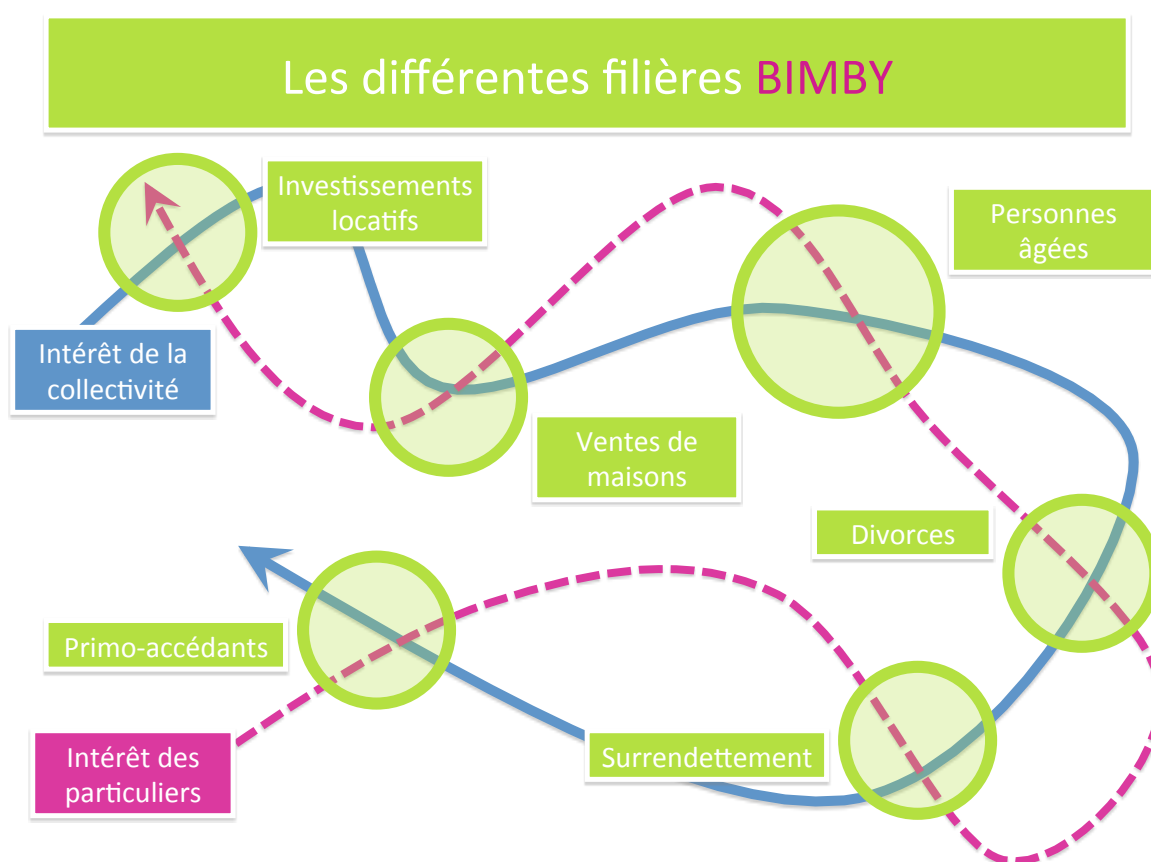 Les différentes filières BIMBY
Investissements
locatifs
Personnes
âgées
Intérêt de la
collectivité
Ventes de
maisons
Divorces
Primo-accédants
Intérêt des
particuliers
Surrendettement